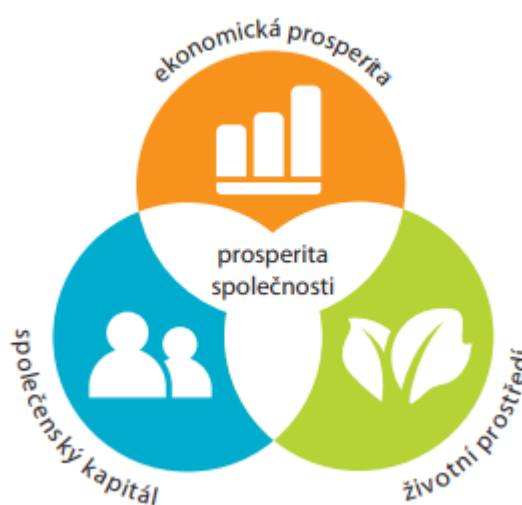 ekonomická prosperita
prosperita
společnosti
společenský kapitál
životní prostředí